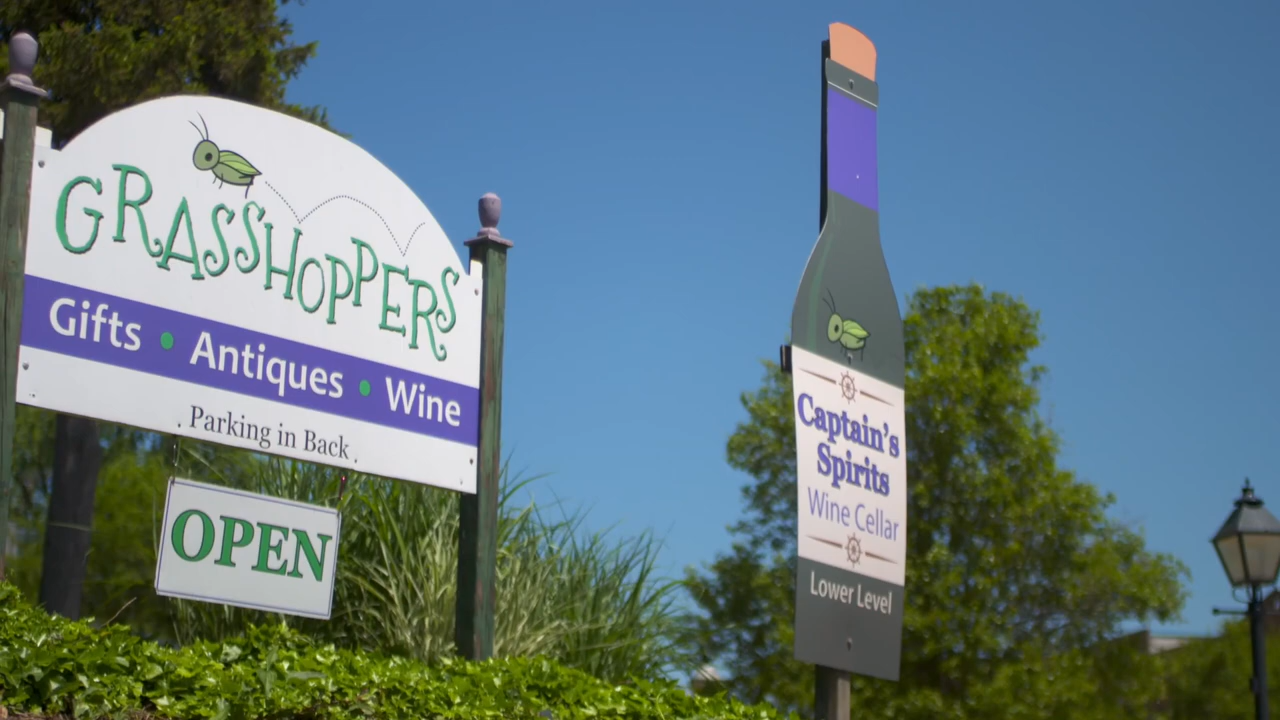 GRASSHOPPERS
Gifts • Antiques • Wine
Parking in Back
OPEN
Captain's
Spirits
Wine Cellar
Lower Level